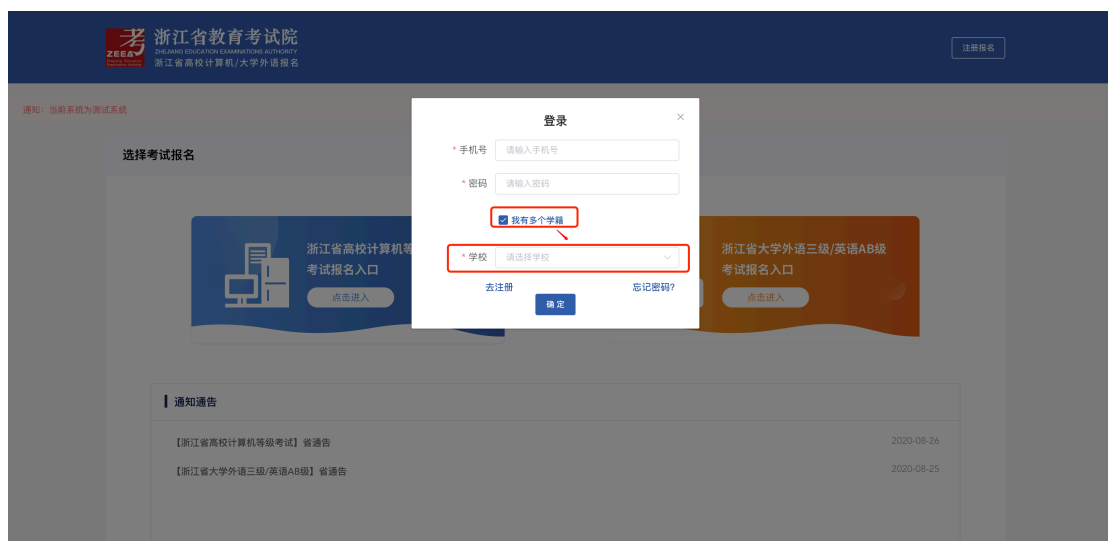 考
ZEEA
浙江省教育考试院
ZHEJIANG EDUCATION EXAMINATIONS AUTHORITY
浙江省高校计算机/大学外语报名
注册报名
通知：当前系统为测试系统
选择考试报名
登录
* 手机号 请输入手机号
* 密码 请输入密码
我有多个学籍
* 学校 请选择学校
去注册 忘记密码?
确 定
浙江省高校计算机等
考试报名入口
点击进入
浙江省大学外语三级/英语AB级
考试报名入口
点击进入
通知通告
【浙江省高校计算机等级考试】省通告 2020-08-26
【浙江省大学外语三级/英语AB级】省通告 2020-08-25